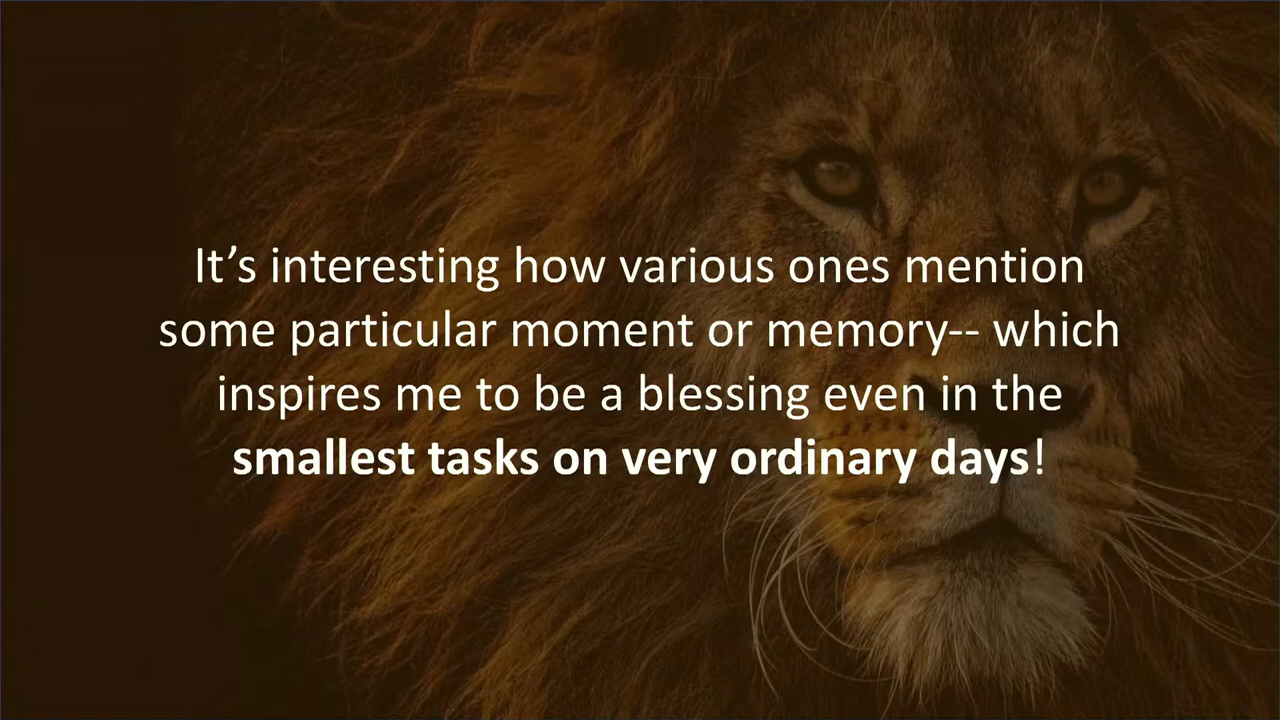 It’s interesting how various ones mention
some particular moment or memory-- which
inspires me to be a blessing even in the
smallest tasks on very ordinary days!